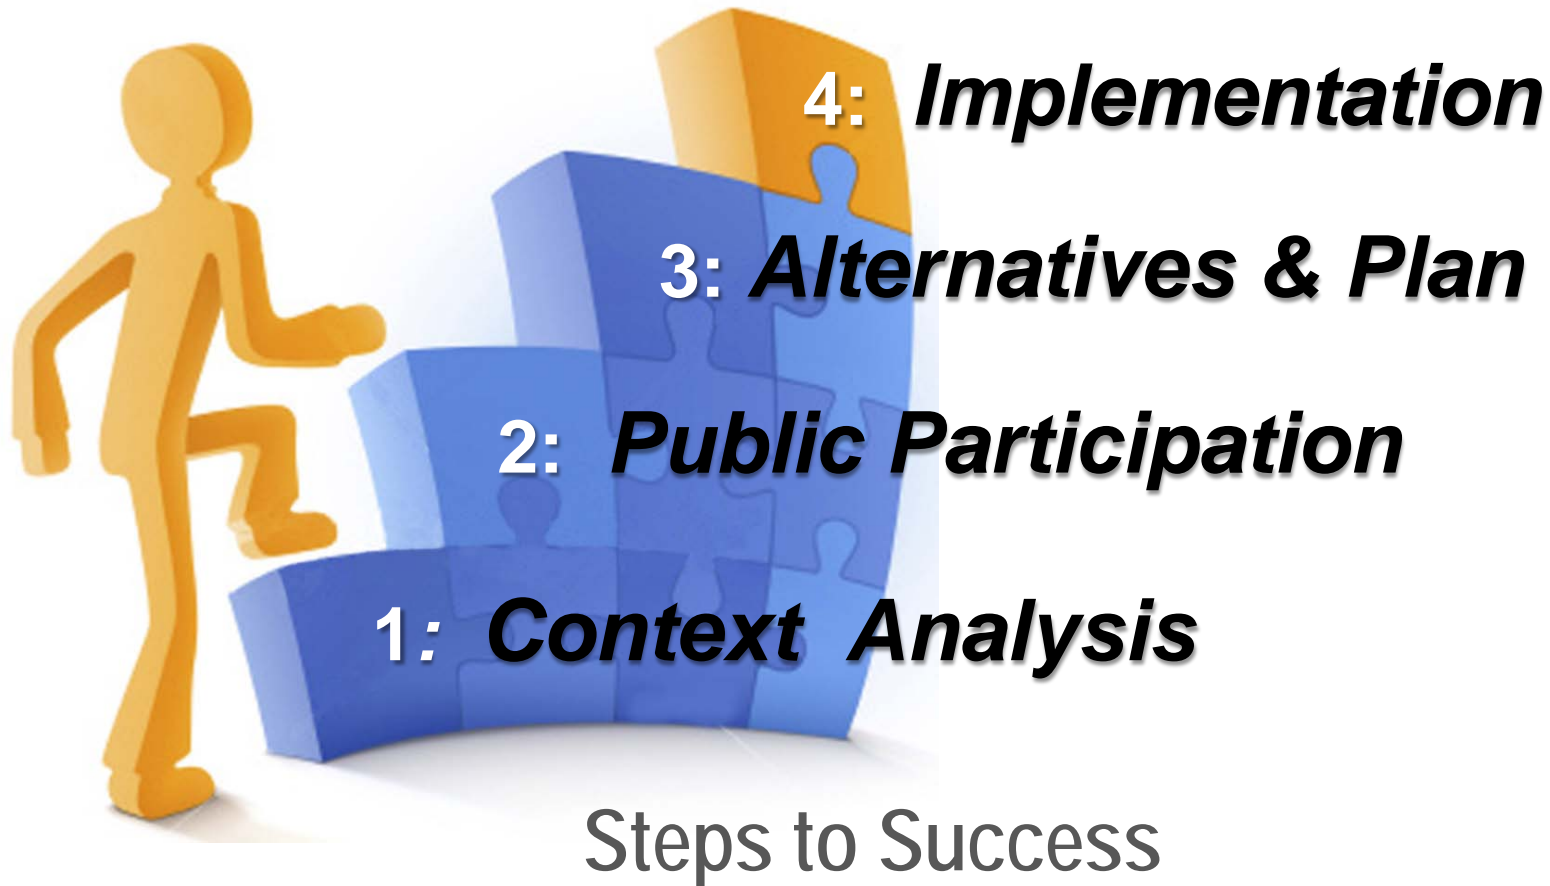 4: Implementation
3: Alternatives & Plan
2: Public Participation
1: Context Analysis
Steps to Success